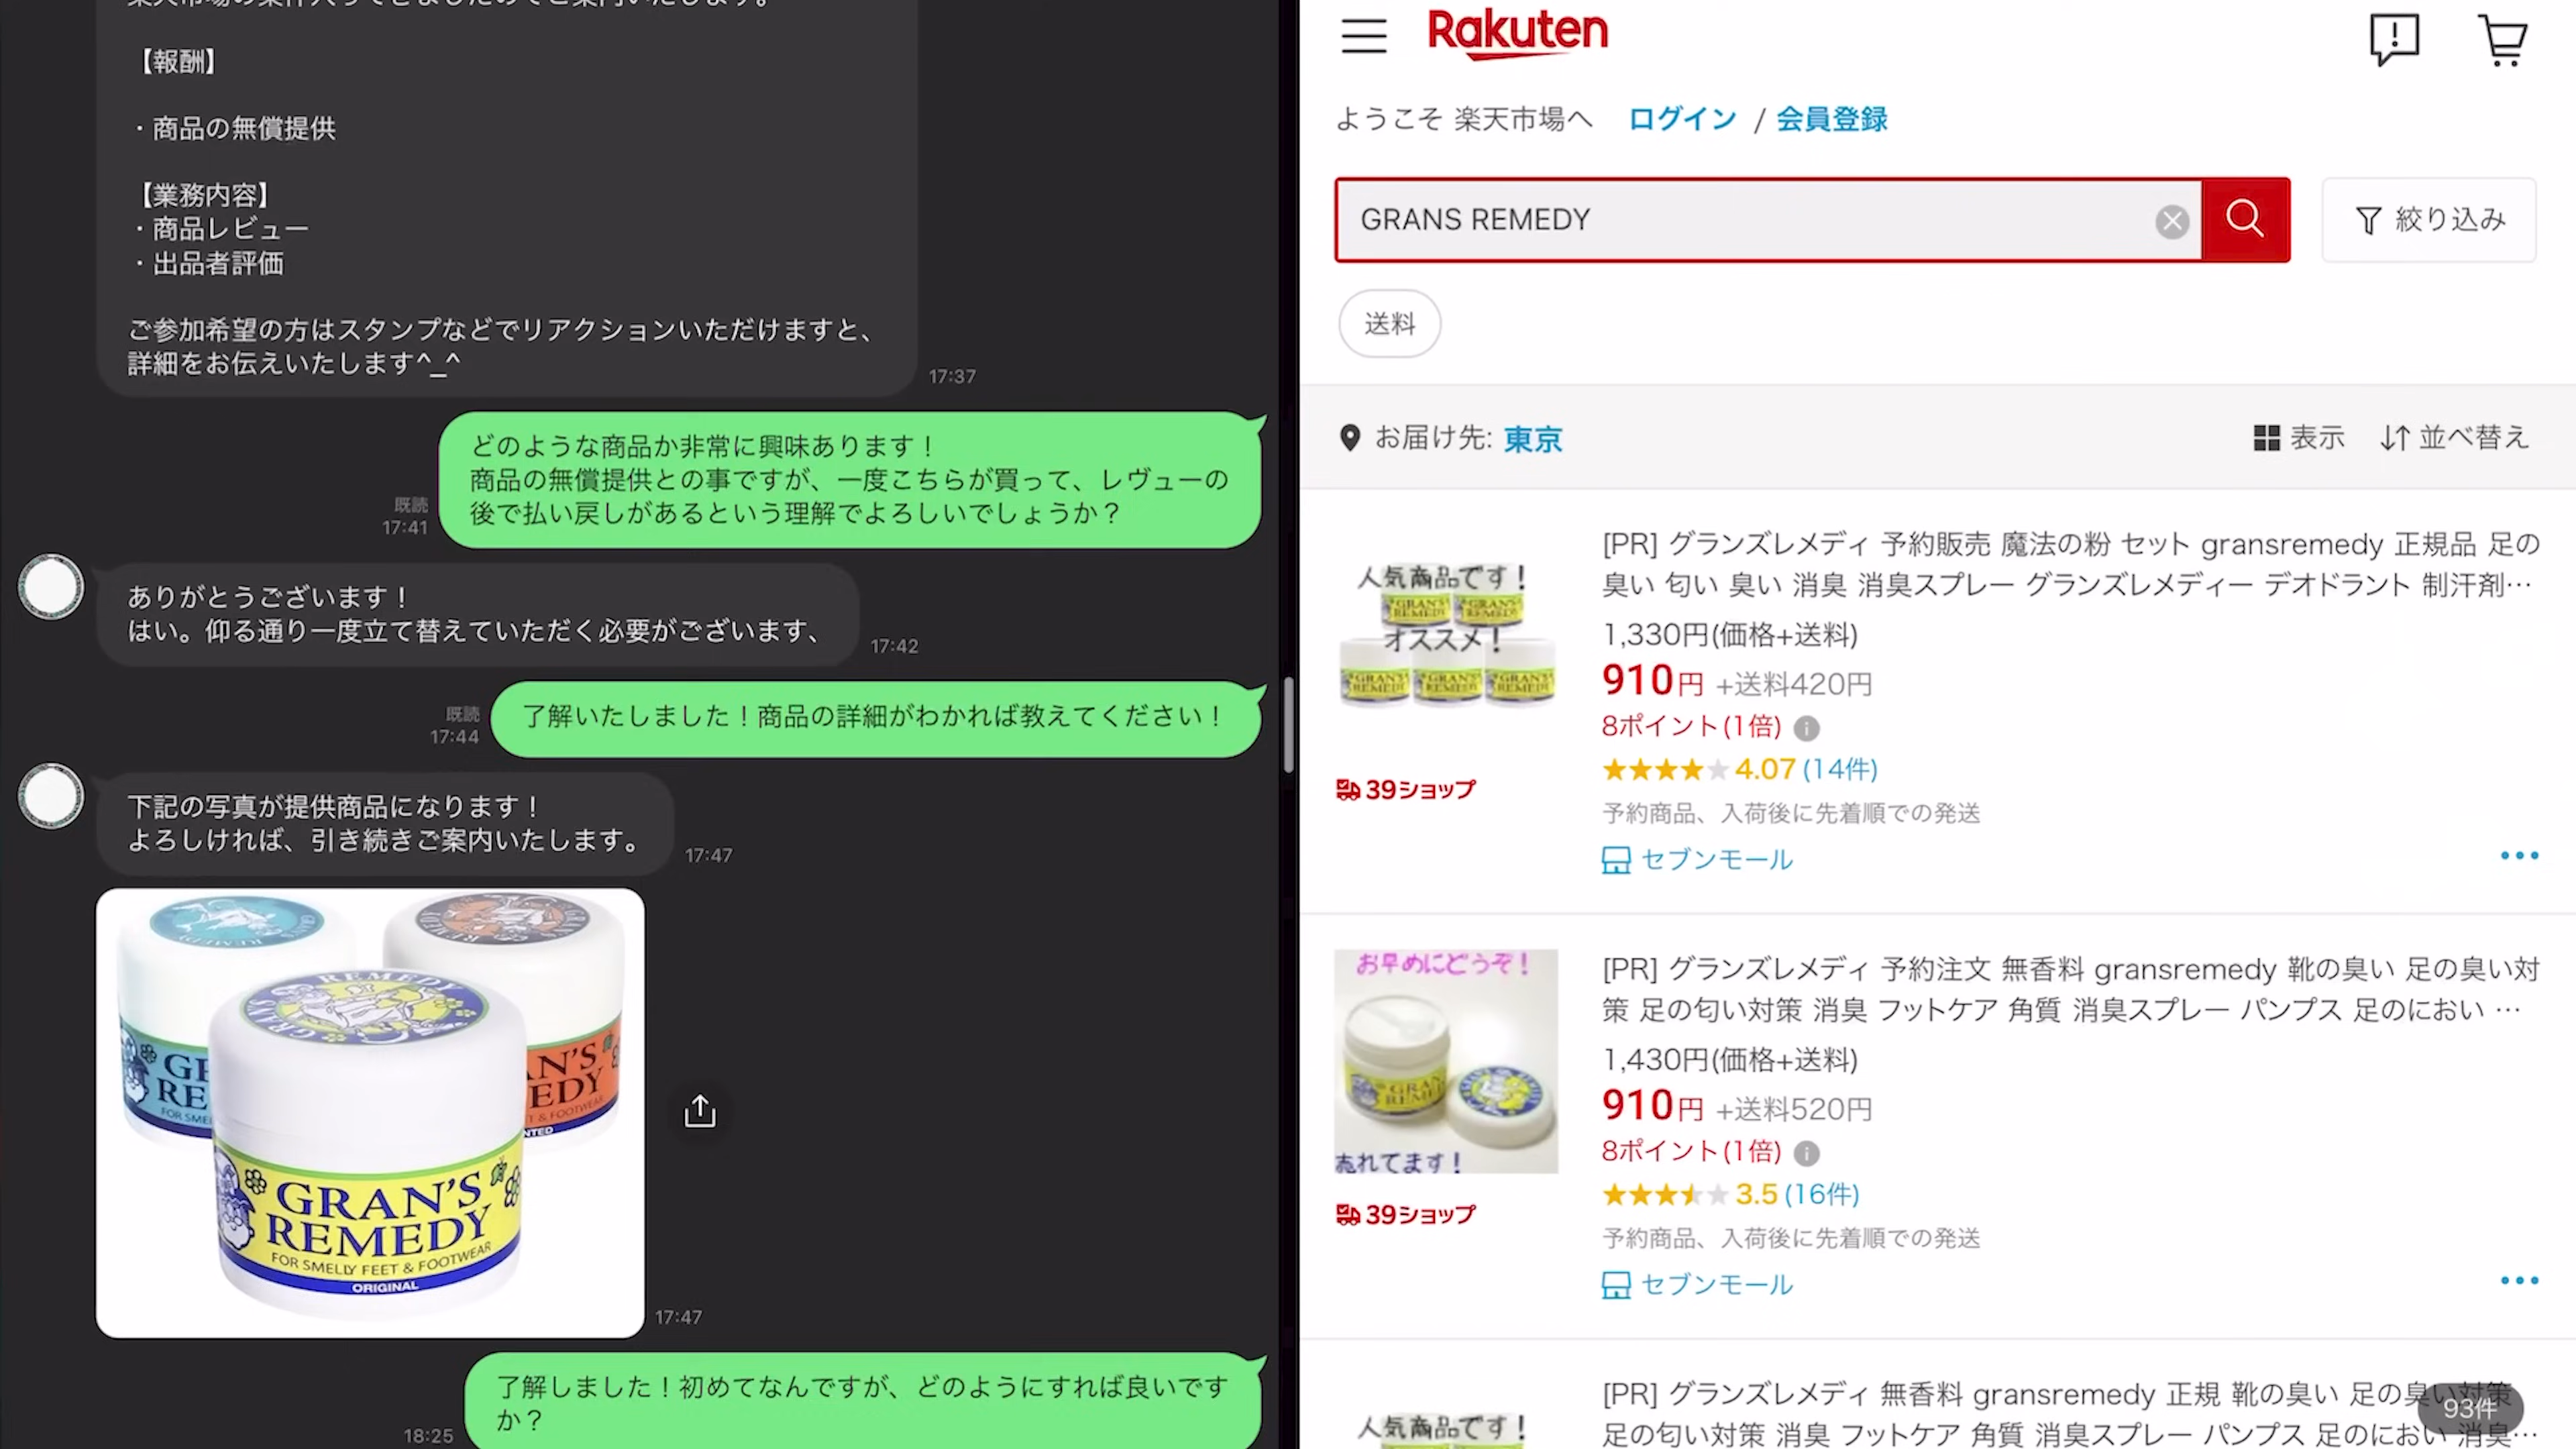 【報酬】
・商品の無償提供
【業務内容】
・商品レビュー
・出品者評価
ご参加希望の方はスタンプなどでリアクションいただけますと、
詳細をお伝えいたします^_^
17:37
どのような商品か非常に興味あります！
商品の無償提供との事ですが、一度こちらが買って、レヴューの
後で払い戻しがあるという理解でよろしいでしょうか？
既読
17:41
ありがとうございます！
はい。仰る通り一度立て替えていただく必要がございます、
17:42
了解いたしました！商品の詳細がわかれば教えてください！
既読
17:44
下記の写真が提供商品になります！
よろしければ、引き続きご案内いたします。
17:47
GRANS REMEDY
GRAN'S
REMEDY
FOR SMELLY FEET & FOOTWEAR
ORIGINAL
17:47
了解しました！初めてなんですが、どのようにすれば良いです
か？
18:25
Rakuten
ようこそ 楽天市場へ ログイン / 会員登録
GRANS REMEDY
絞り込み
送料
お届け先: 東京 表示 並べ替え
人気商品です！
オススメ！
39ショップ
[PR] グランズレメディ 予約販売 魔法の粉 セット gransremedy 正規品 足の
臭い 匂い 臭い 消臭 消臭スプレー グランズレメディー デオドラント 制汗剤…
1,330円(価格+送料)
910円 +送料420円
8ポイント(1倍)
4.07 (14件)
予約商品、入荷後に先着順での発送
セブンモール
お早めにどうぞ！
売れてます！
39ショップ
[PR] グランズレメディ 予約注文 無香料 gransremedy 靴の臭い 足の臭い対
策 足の匂い対策 消臭 フットケア 角質 消臭スプレー パンプス 足のにおい …
1,430円(価格+送料)
910円 +送料520円
8ポイント(1倍)
3.5 (16件)
予約商品、入荷後に先着順での発送
セブンモール
人気商品です！
[PR] グランズレメディ 無香料 gransremedy 正規 靴の臭い 足の臭い対策
足の匂い対策 消臭 フットケア 角質 消臭スプレー パンプス 足のにおい 消臭…
93件